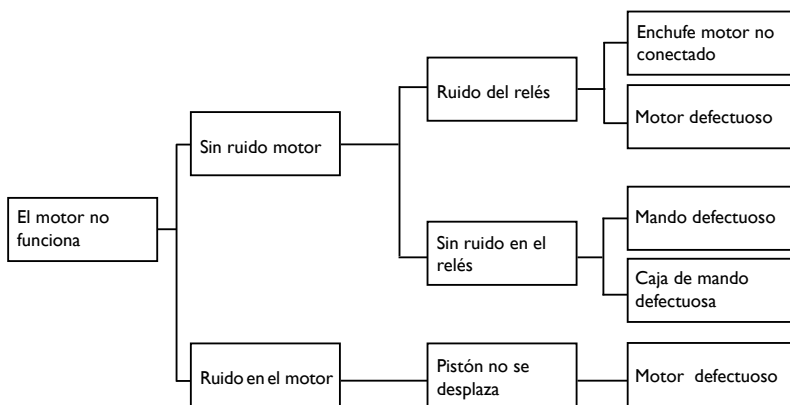 Enchufe motor no
conectado
Ruido del relés
Motor defectuoso
Sin ruido motor
El motor no
funciona
Mando defectuoso
Sin ruido en el
relés
Caja de mando
defectuosa
Ruido en el motor
Pistón no se
desplaza
Motor defectuoso